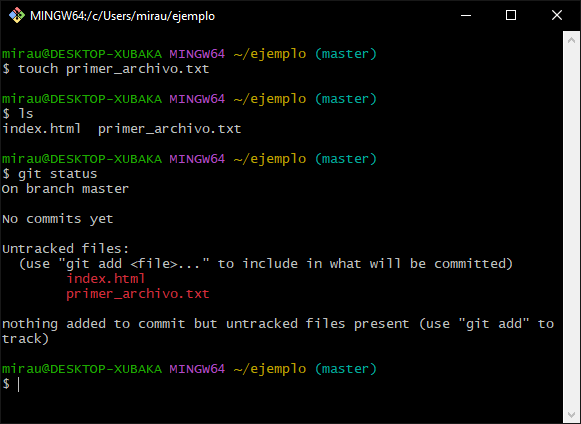 MINGW64:/c/Users/mirau/ejemplo
mirau@DESKTOP-XUBAKA MINGW64 ~/ejemplo (master)
$ touch primer_archivo.txt
mirau@DESKTOP-XUBAKA MINGW64 ~/ejemplo (master)
$ ls
index.html  primer_archivo.txt
mirau@DESKTOP-XUBAKA MINGW64 ~/ejemplo (master)
$ git status
On branch master
No commits yet
Untracked files:
  (use "git add <file>..." to include in what will be committed)
        index.html
        primer_archivo.txt
nothing added to commit but untracked files present (use "git add" to
track)
mirau@DESKTOP-XUBAKA MINGW64 ~/ejemplo (master)
$